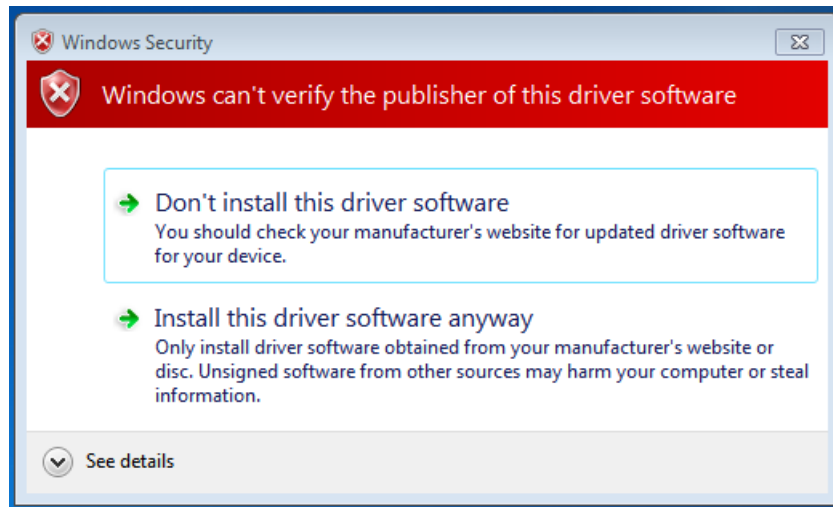 Windows Security
Windows can't verify the publisher of this driver software
Don't install this driver software
You should check your manufacturer's website for updated driver software
for your device.
Install this driver software anyway
Only install driver software obtained from your manufacturer's website or
disc. Unsigned software from other sources may harm your computer or steal
information.
See details